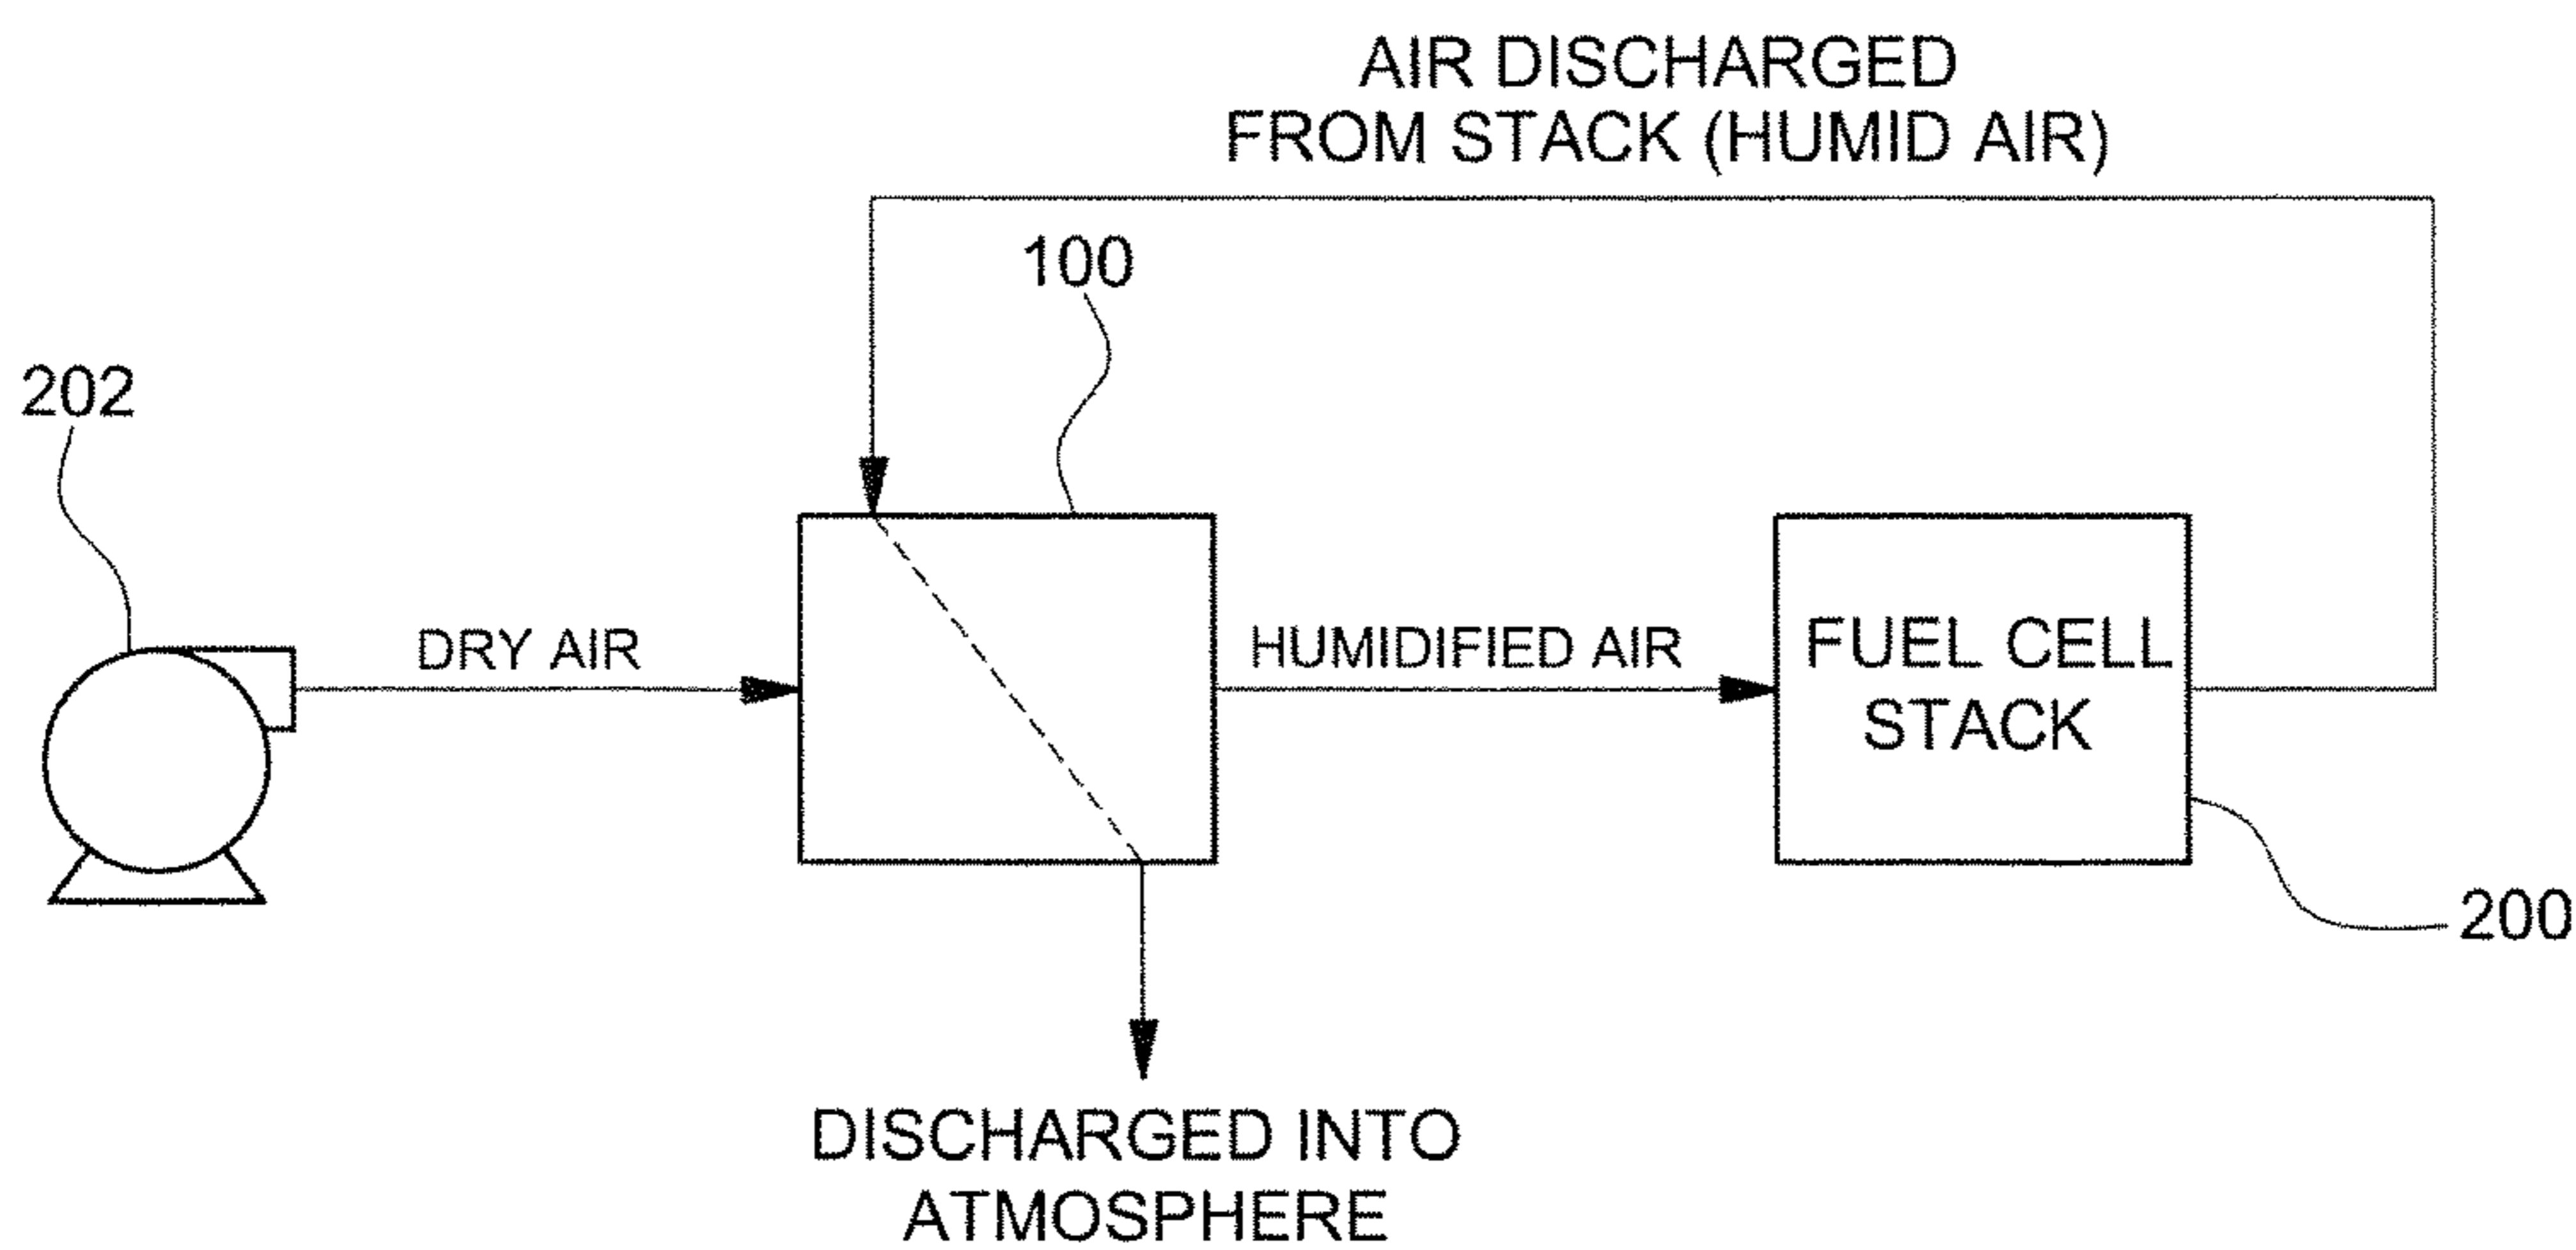 AIR DISCHARGED
FROM STACK (HUMID AIR)
100
202
DRY AIR
HUMIDIFIED AIR
FUEL CELL
STACK
200
DISCHARGED INTO
ATMOSPHERE